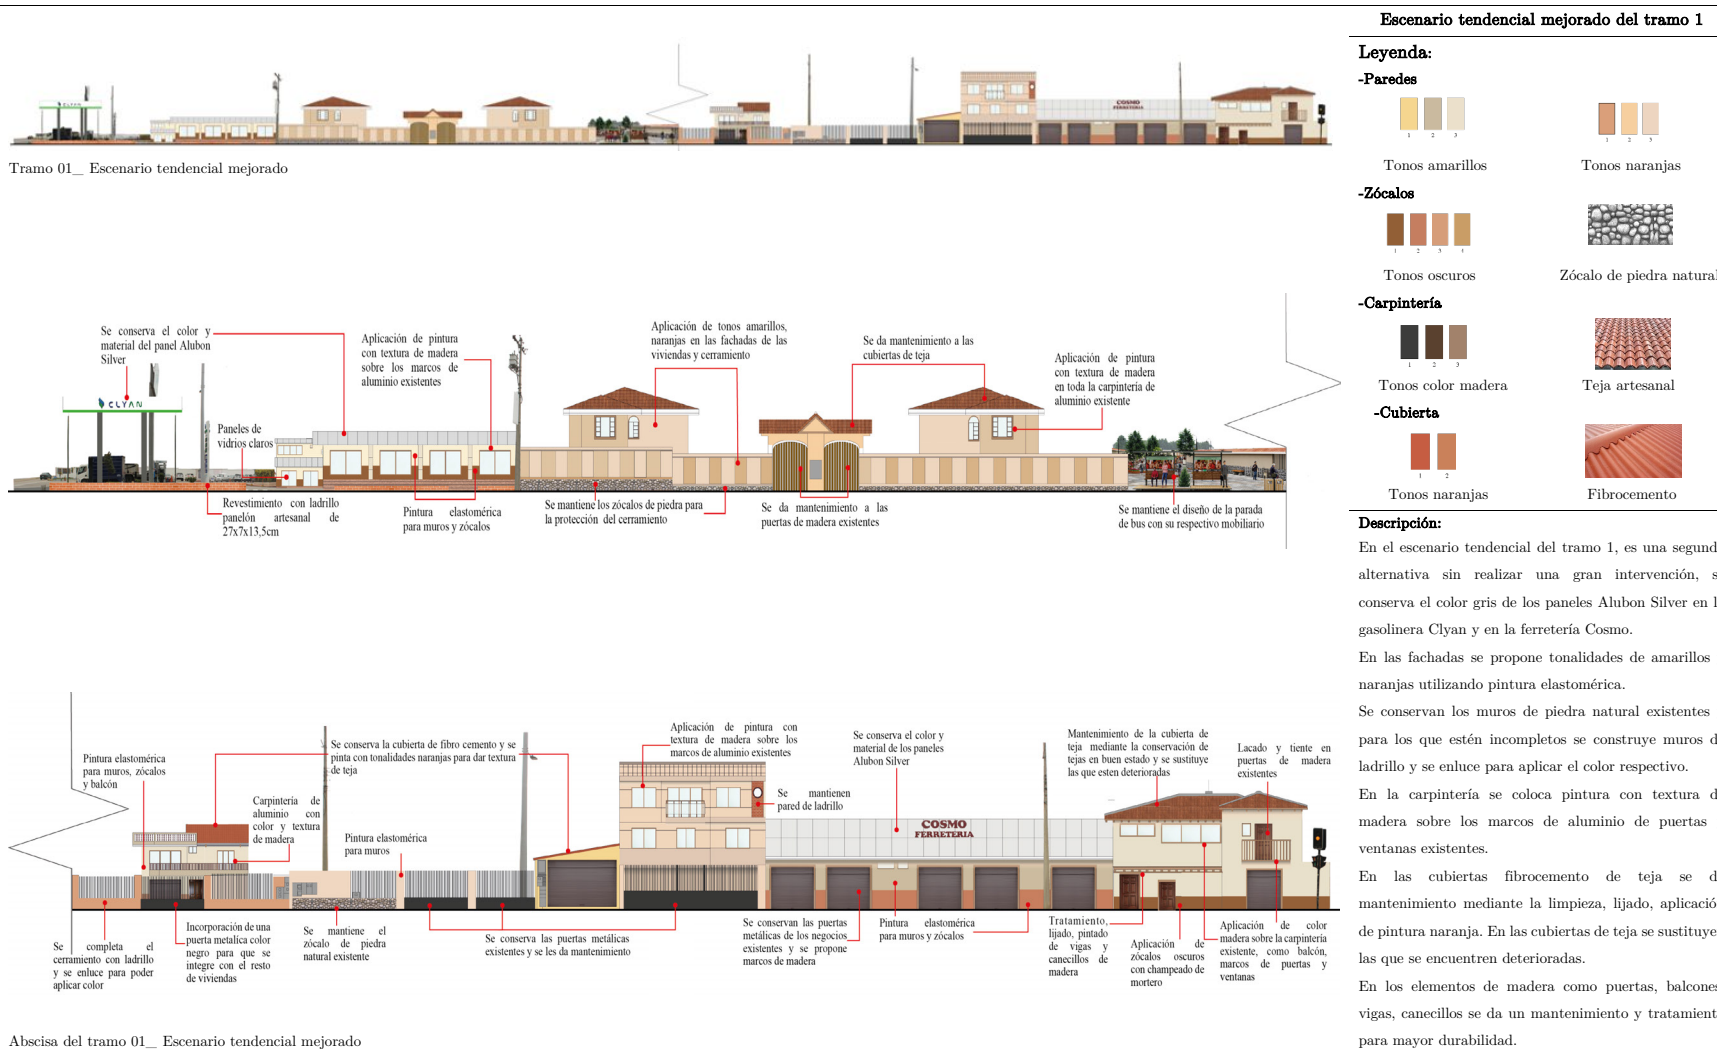 Tramo 01_ Escenario tendencial mejorado
CLYAN
COSMO
FERRETERIA
Se conserva el color y
material del panel Alubon
Silver
Aplicación de pintura
con textura de madera
sobre los marcos de
aluminio existentes
Aplicación de tonos amarillos,
naranjas en las fachadas de las
viviendas y cerramiento
Se da mantenimiento a las
cubiertas de teja
Aplicación de pintura
con textura de madera
en toda la carpintería de
aluminio existente
CLYAN
Paneles de
vidrios claros
Revestimiento con ladrillo
panelón artesanal de
27x7x13,5cm
Pintura elastomérica
para muros y zócalos
Se mantiene los zócalos de piedra para
la protección del cerramiento
Se da mantenimiento a las
puertas de madera existentes
Se mantiene el diseño de la parada
de bus con su respectivo mobiliario
Pintura elastomérica
para muros, zócalos
y balcón
Se conserva la cubierta de fibro cemento y se
pinta con tonalidades naranjas para dar textura
de teja
Carpintería de
aluminio con
color y textura
de madera
Pintura elastomérica
para muros
Aplicación de pintura con
textura de madera sobre los
marcos de aluminio existentes
Se mantienen
pared de ladrillo
Se conserva el color y
material de los paneles
Alubon Silver
Mantenimiento de la cubierta de
teja mediante la conservación de
tejas en buen estado y se sustituye
las que esten deterioradas
Lacado y tiente en
puertas de madera
existentes
COSMO
FERRETERIA
Se completa el
cerramiento con ladrillo
y se enluce para poder
aplicar color
Incorporación de una
puerta metalica color
negro para que se
integre con el resto
de viviendas
Se mantiene el
zócalo de piedra
natural existente
Se conserva las puertas metálicas
existentes y se les da mantenimiento
Se conservan las puertas
metálicas de los negocios
existentes y se propone
marcos de madera
Pintura elastomérica
para muros y zócalos
Tratamiento,
lijado, pintado
de vigas y
canecillos de
madera
Aplicación de
zócalos oscuros
con champeado de
mortero
Aplicación de color
madera sobre la carpintería
existente, como balcón,
marcos de puertas y
ventanas
Abscisa del tramo 01_ Escenario tendencial mejorado
Escenario tendencial mejorado del tramo 1
Leyenda:
-Paredes
1 2 3
1 2 3
Tonos amarillos Tonos naranjas
-Zócalos
1 2 3 4
Tonos oscuros Zócalo de piedra natural
-Carpintería
1 2 3
Tonos color madera Teja artesanal
-Cubierta
1 2
Tonos naranjas Fibrocemento
Descripción:
En el escenario tendencial del tramo 1, es una segund
alternativa sin realizar una gran intervención, s
conserva el color gris de los paneles Alubon Silver en l
gasolinera Clyan y en la ferretería Cosmo.
En las fachadas se propone tonalidades de amarillos
naranjas utilizando pintura elastomérica.
Se conservan los muros de piedra natural existentes
para los que estén incompletos se construye muros d
ladrillo y se enluce para aplicar el color respectivo.
En la carpintería se coloca pintura con textura d
madera sobre los marcos de aluminio de puertas
ventanas existentes.
En las cubiertas fibrocemento de teja se d
mantenimiento mediante la limpieza, lijado, aplicació
de pintura naranja. En las cubiertas de teja se sustituye
las que se encuentren deterioradas.
En los elementos de madera como puertas, balcones
vigas, canecillos se da un mantenimiento y tratamient
para mayor durabilidad.